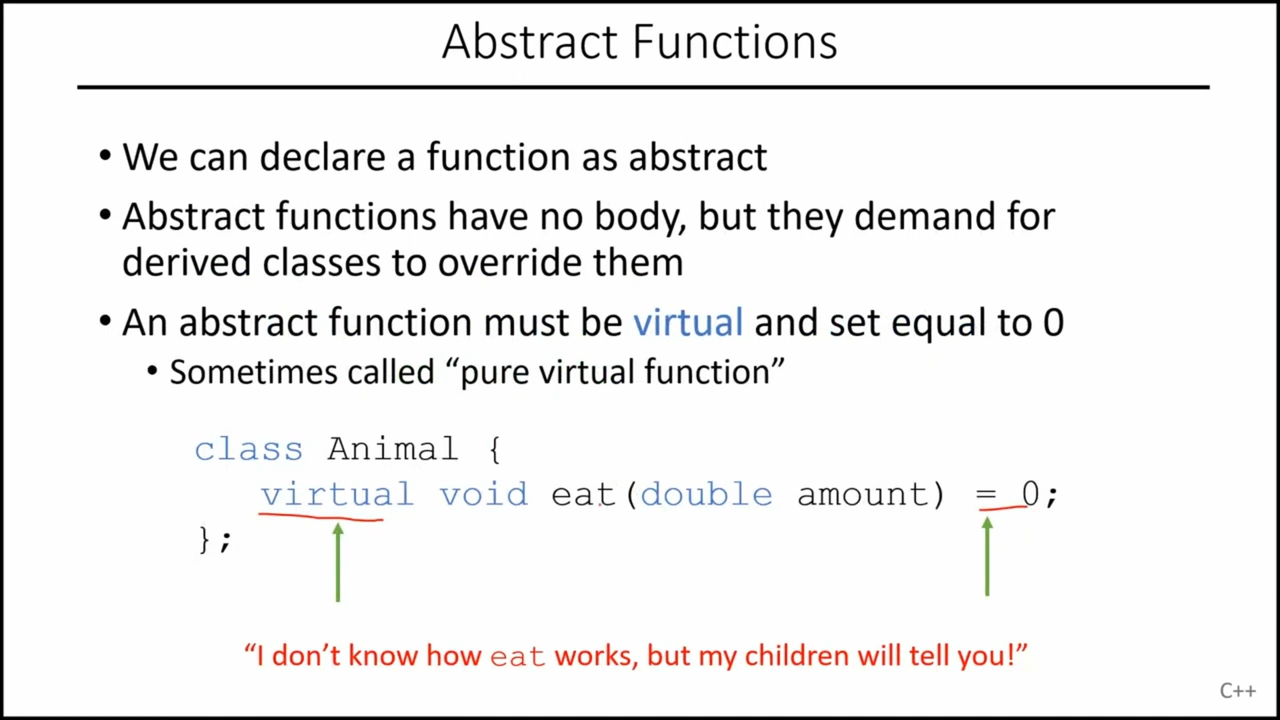 Abstract Functions
• We can declare a function as abstract
• Abstract functions have no body, but they demand for
derived classes to override them
• An abstract function must be virtual and set equal to 0
• Sometimes called “pure virtual function”
class Animal {
virtual void eat(double amount) = 0;
};
“I don’t know how eat works, but my children will tell you!”
C++